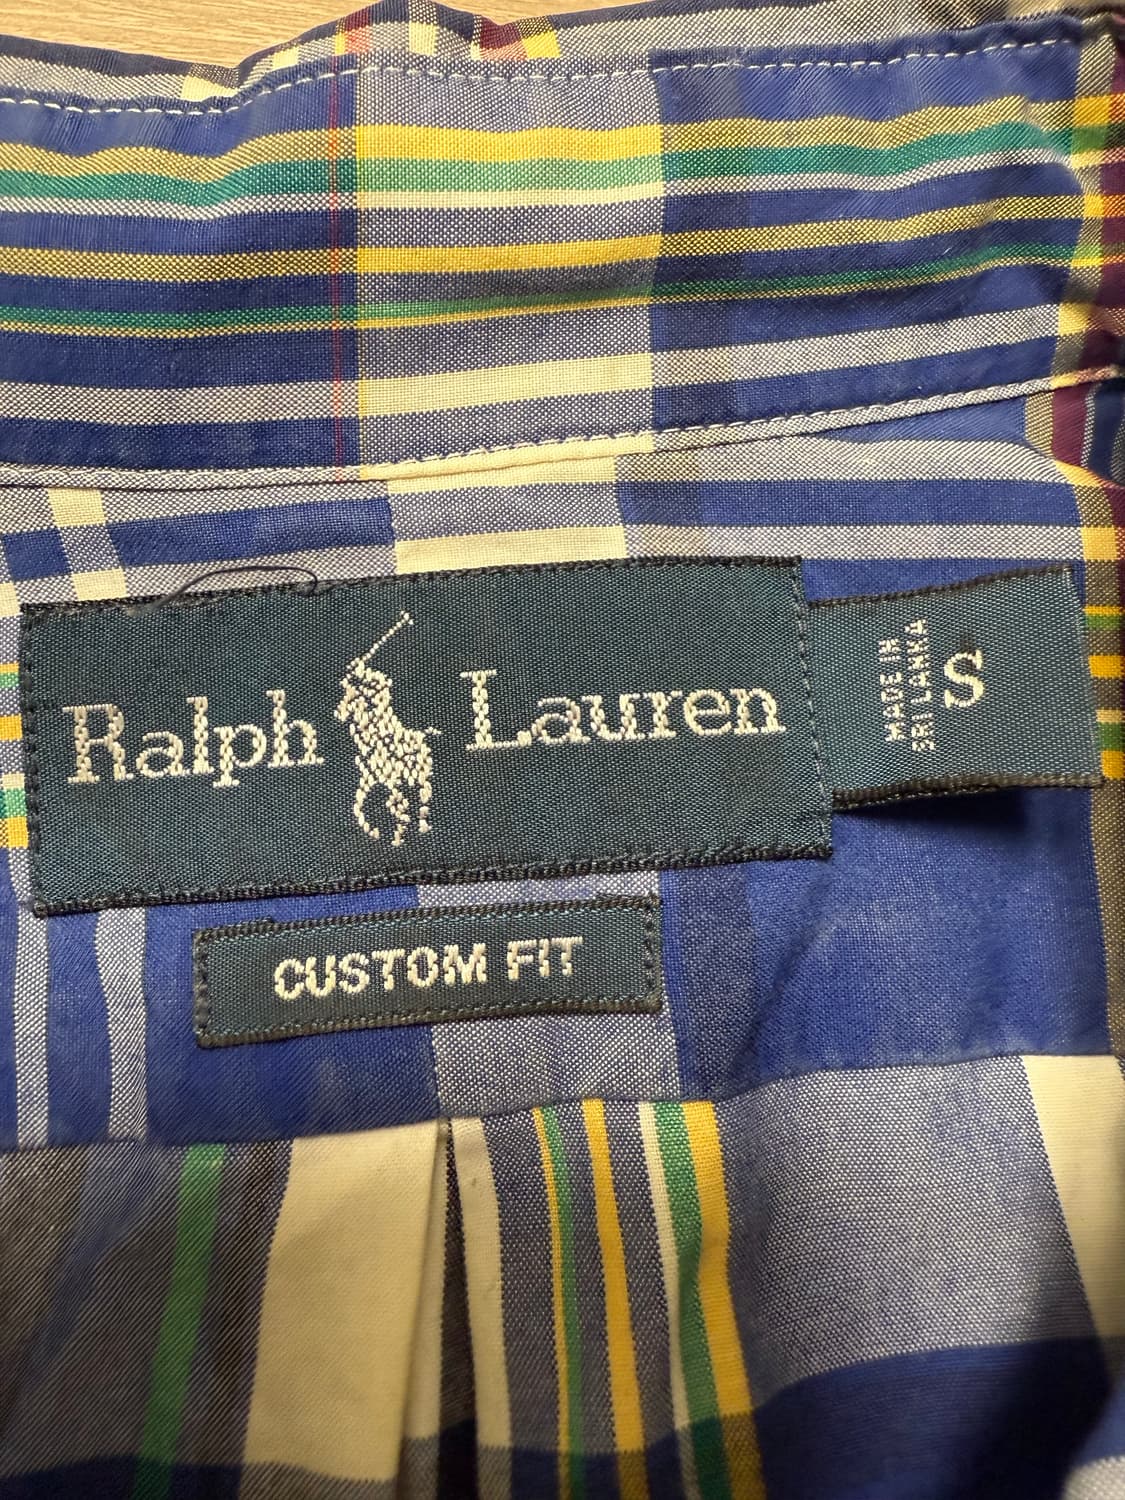 Ralph Lauren
MADE IN
SRI LANKA
S
CUSTOM FIT